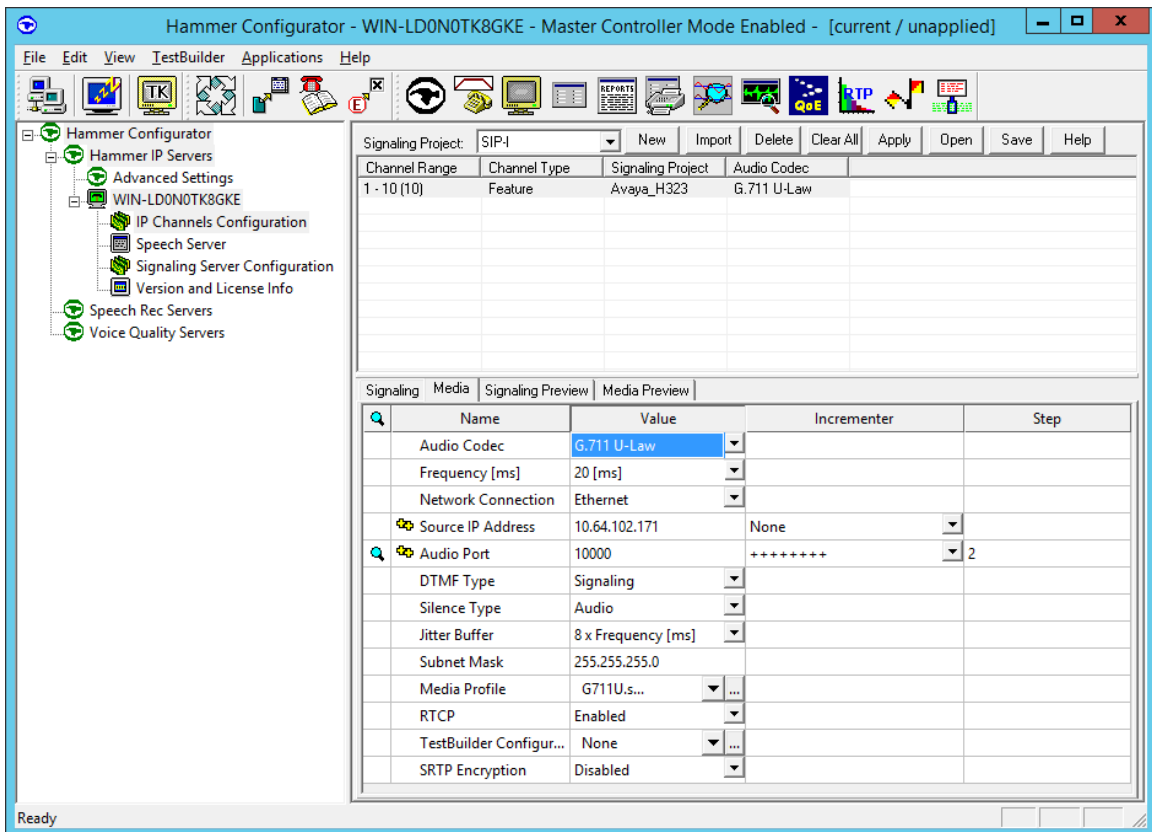 Hammer Configurator - WIN-LD0N0TK8GKE - Master Controller Mode Enabled - [current / unapplied]
File Edit View TestBuilder Applications Help
TK E REPORTS QoE RTP
Hammer Configurator
Hammer IP Servers
Advanced Settings
WIN-LD0N0TK8GKE
IP Channels Configuration
Speech Server
Signaling Server Configuration
Version and License Info
Speech Rec Servers
Voice Quality Servers
Signaling Project: SIP-I New Import Delete Clear All Apply Open Save Help
Channel Range Channel Type Signaling Project Audio Codec
1 - 10 (10) Feature Avaya_H323 G.711 U-Law
Signaling Media Signaling Preview Media Preview
Name Value Incrementer Step
Audio Codec G.711 U-Law
Frequency [ms] 20 [ms]
Network Connection Ethernet
Source IP Address 10.64.102.171 None
Audio Port 10000 ++++++++ 2
DTMF Type Signaling
Silence Type Audio
Jitter Buffer 8 x Frequency [ms]
Subnet Mask 255.255.255.0
Media Profile G711U.s... ...
RTCP Enabled
TestBuilder Configur... None ...
SRTP Encryption Disabled
Ready